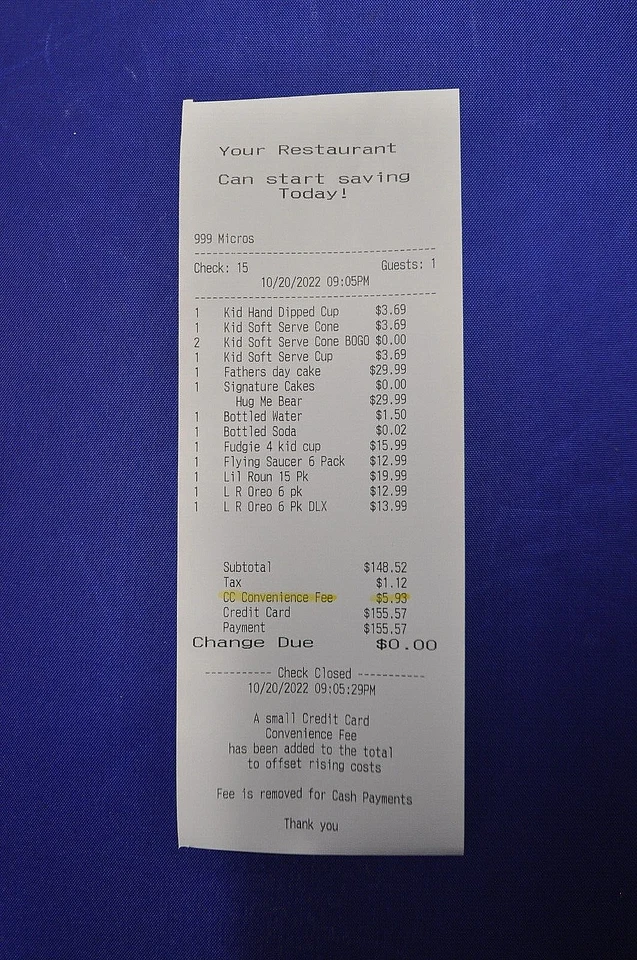 Your Restaurant
Can start saving
Today!
999 Micros
Check: 15 Guests: 1
10/20/2022 09:05PM
1 Kid Hand Dipped Cup $3.69
1 Kid Soft Serve Cone $3.69
2 Kid Soft Serve Cone BOGO $0.00
1 Kid Soft Serve Cup $3.69
1 Fathers day cake $29.99
1 Signature Cakes $0.00
Hug Me Bear $29.99
1 Bottled Water $1.50
1 Bottled Soda $0.02
1 Fudgie 4 kid cup $15.99
1 Flying Saucer 6 Pack $12.99
1 Lil Roun 15 Pk $19.99
1 L R Oreo 6 pk $12.99
1 L R Oreo 6 Pk DLX $13.99
Subtotal $148.52
Tax $1.12
CC Convenience Fee $5.93
Credit Card $155.57
Payment $155.57
Change Due $0.00
----------- Check Closed -----------
10/20/2022 09:05:29PM
A small Credit Card
Convenience Fee
has been added to the total
to offset rising costs
Fee is removed for Cash Payments
Thank you